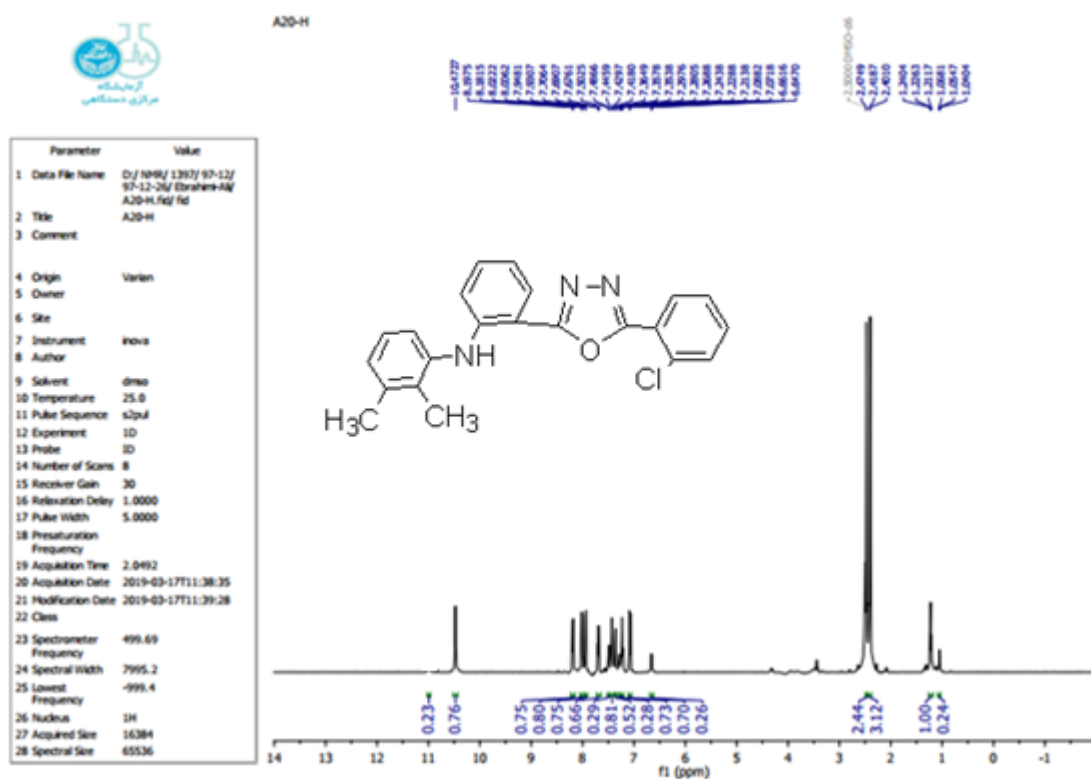 A20-H
آزمایشگاه
مرکزی دستگاهی
2.4749
2.4187
2.4010
Parameter Value
1 Data File Name D:/ NMR/ 1397/ 97-12/
97-12-26/ Ebrahimi-Ali/
A20-H.fid/ fid
2 Title A20-H
3 Comment
4 Origin Varian
5 Owner
6 Site
7 Instrument inova
8 Author
9 Solvent dmso
10 Temperature 25.0
11 Pulse Sequence s2pul
12 Experiment 1D
13 Probe ID
14 Number of Scans 8
15 Receiver Gain 30
16 Relaxation Delay 1.0000
17 Pulse Width 5.0000
18 Presaturation
Frequency
19 Acquisition Time 2.0492
20 Acquisition Date 2019-03-17T11:38:35
21 Modification Date 2019-03-17T11:39:28
22 Class
23 Spectrometer 499.69
Frequency
24 Spectral Width 7995.2
25 Lowest -999.4
Frequency
26 Nucleus 1H
27 Acquired Size 16384
28 Spectral Size 65536
N N
O
NH
Cl
H3C CH3
0.23 0.76 0.75 0.80 0.75 0.66 0.29 0.81 0.52 0.28 0.73 0.70 0.26 2.44 3.12 1.00 0.24
14 13 12 11 10 9 8 7 6 5 4 3 2 1 0 -1
f1 (ppm)